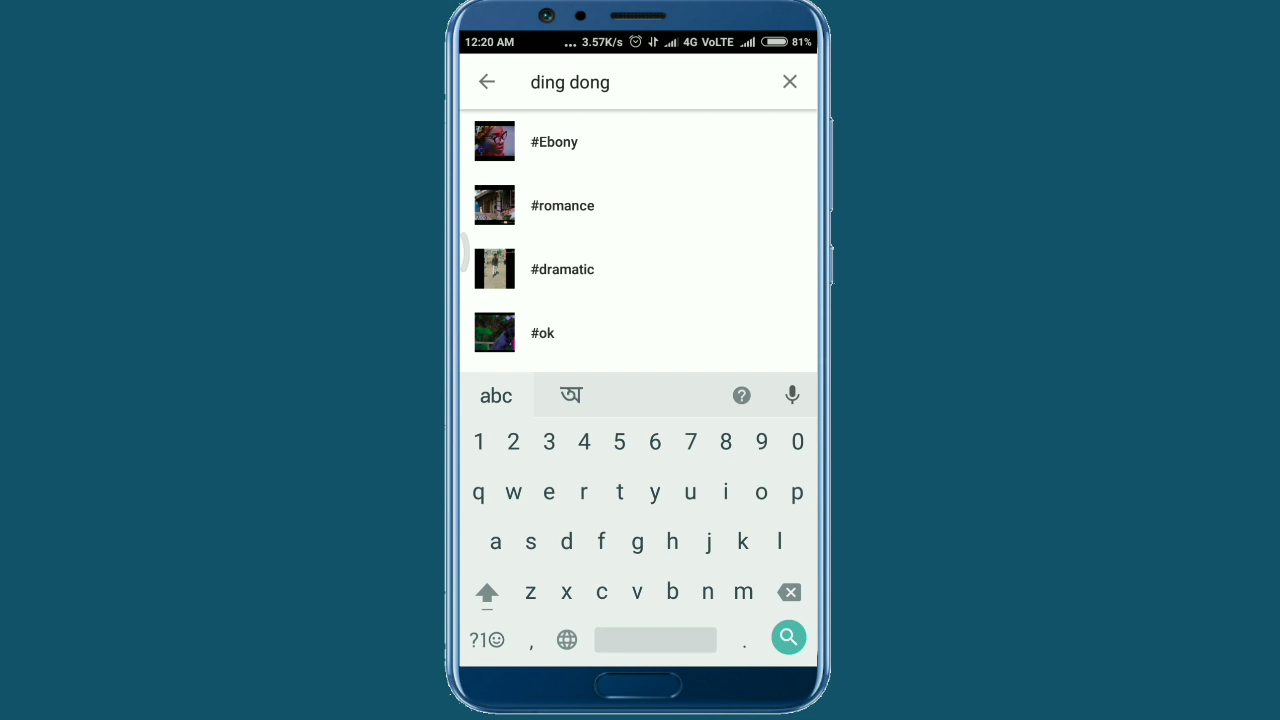 12:20 AM ... 3.57K/s 4G VoLTE 81%
ding dong
#Ebony
#romance
#dramatic
#ok
abc অ ?
1 2 3 4 5 6 7 8 9 0
q w e r t y u i o p
a s d f g h j k l
z x c v b n m
?1☺ , .